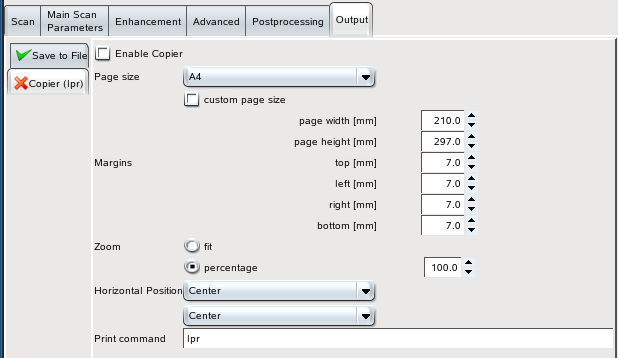 Scan
Main Scan
Parameters
Enhancement
Advanced
Postprocessing
Output
Save to File
Copier (lpr)
Enable Copier
Page size A4
custom page size
page width [mm] 210.0
page height [mm] 297.0
Margins top [mm] 7.0
left [mm] 7.0
right [mm] 7.0
bottom [mm] 7.0
Zoom fit
percentage 100.0
Horizontal Position Center
Center
Print command lpr